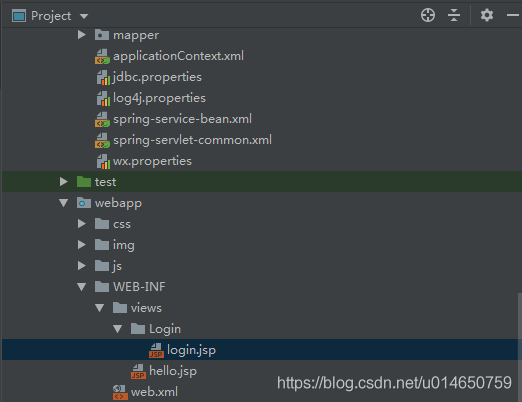 Project
mapper
applicationContext.xml
jdbc.properties
log4j.properties
spring-service-bean.xml
spring-servlet-common.xml
wx.properties
test
webapp
css
img
js
WEB-INF
views
Login
JSP login.jsp
JSP hello.jsp
web.xml
https://blog.csdn.net/u014650759